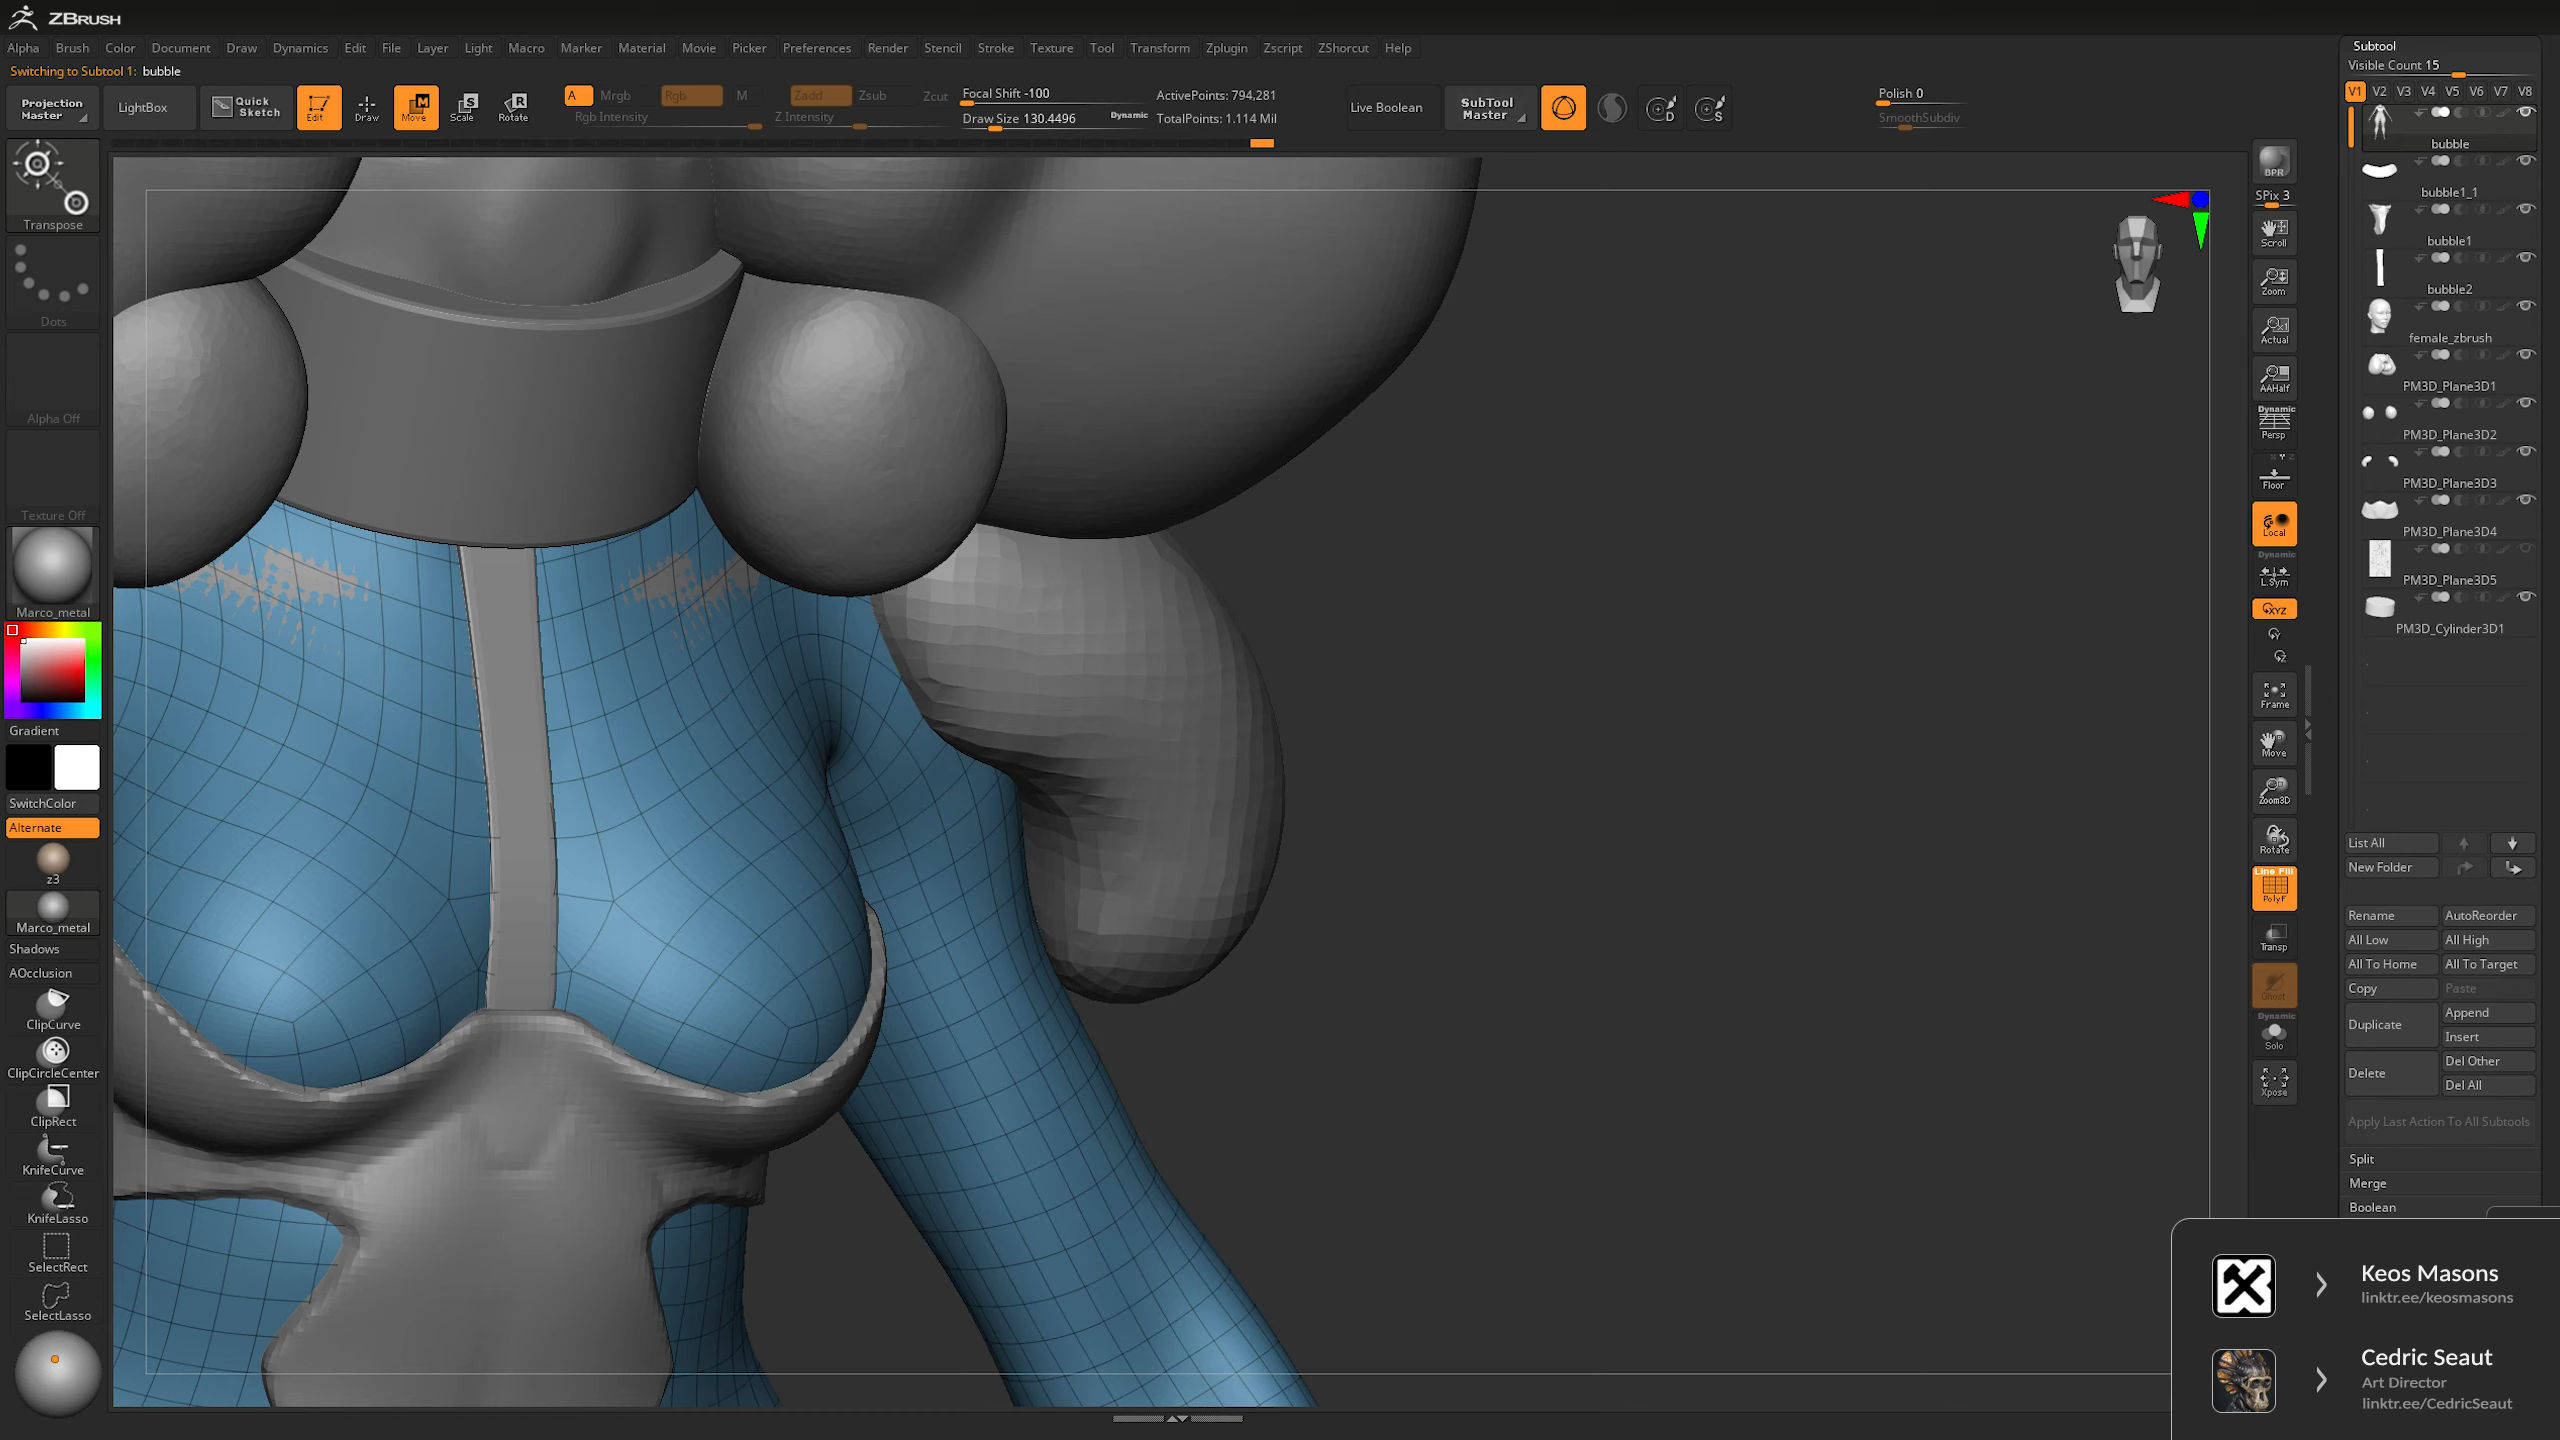 ZBRUSH
Alpha Brush Color Document Draw Dynamics Edit File Layer Light Macro Marker Material Movie Picker Preferences Render Stencil Stroke Texture Tool Transform Zplugin Zscript ZShorcut Help
Switching to Subtool 1: bubble
Projection Master
LightBox
Quick Sketch
Edit
Draw
Move
Scale
Rotate
A Mrgb Rgb M
Rgb Intensity
Zadd Zsub Zcut
Z Intensity
Focal Shift -100
Draw Size 130.4496
Dynamic
ActivePoints: 794,281
TotalPoints: 1.114 Mil
Live Boolean
SubTool Master
D
S
Polish 0
SmoothSubdiv
Transpose
Dots
Alpha Off
Texture Off
Marco_metal
Gradient
SwitchColor
Alternate
z3
Marco_metal
Shadows
AOcclusion
ClipCurve
ClipCircleCenter
ClipRect
KnifeCurve
KnifeLasso
SelectRect
SelectLasso
BPR
SPix 3
Scroll
Zoom
Actual
AAHalf
Dynamic
Persp
Floor
Local
Dynamic
L.Sym
XYZ
Y
Z
Frame
Move
Zoom3D
Rotate
Line Fill
PolyF
Transp
Ghost
Dynamic
Solo
Xpose
Subtool
Visible Count 15
V1 V2 V3 V4 V5 V6 V7 V8
bubble
bubble1_1
bubble1
bubble2
female_zbrush
PM3D_Plane3D1
PM3D_Plane3D2
PM3D_Plane3D3
PM3D_Plane3D4
PM3D_Plane3D5
PM3D_Cylinder3D1
List All
New Folder
Rename AutoReorder
All Low All High
All To Home All To Target
Copy Paste
Duplicate Append
Insert
Delete Del Other
Del All
Apply Last Action To All Subtools
Split
Merge
Boolean
Keos Masons
linktr.ee/keosmasons
Cedric Seaut
Art Director
linktr.ee/CedricSeaut